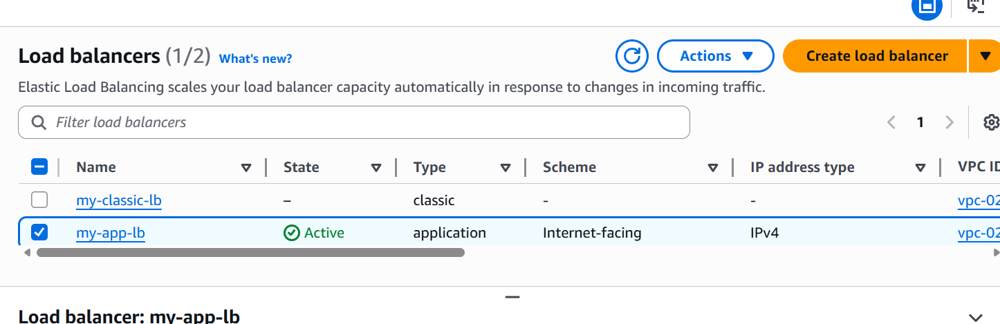 Load balancers (1/2) What's new? Actions Create load balancer
Elastic Load Balancing scales your load balancer capacity automatically in response to changes in incoming traffic.
Filter load balancers 1
Name State Type Scheme IP address type VPC ID
my-classic-lb – classic - - vpc-02
my-app-lb Active application Internet-facing IPv4 vpc-02
Load balancer: my-app-lb